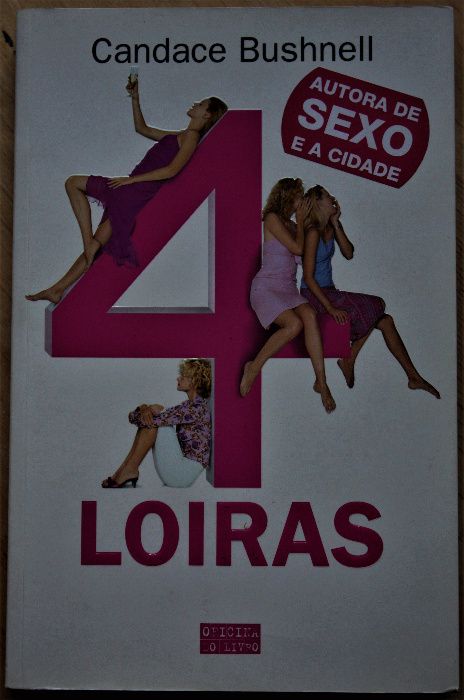 Candace Bushnell
AUTORA DE
SEXO
E A CIDADE
4
LOIRAS
OFICINA
DO LIVRO